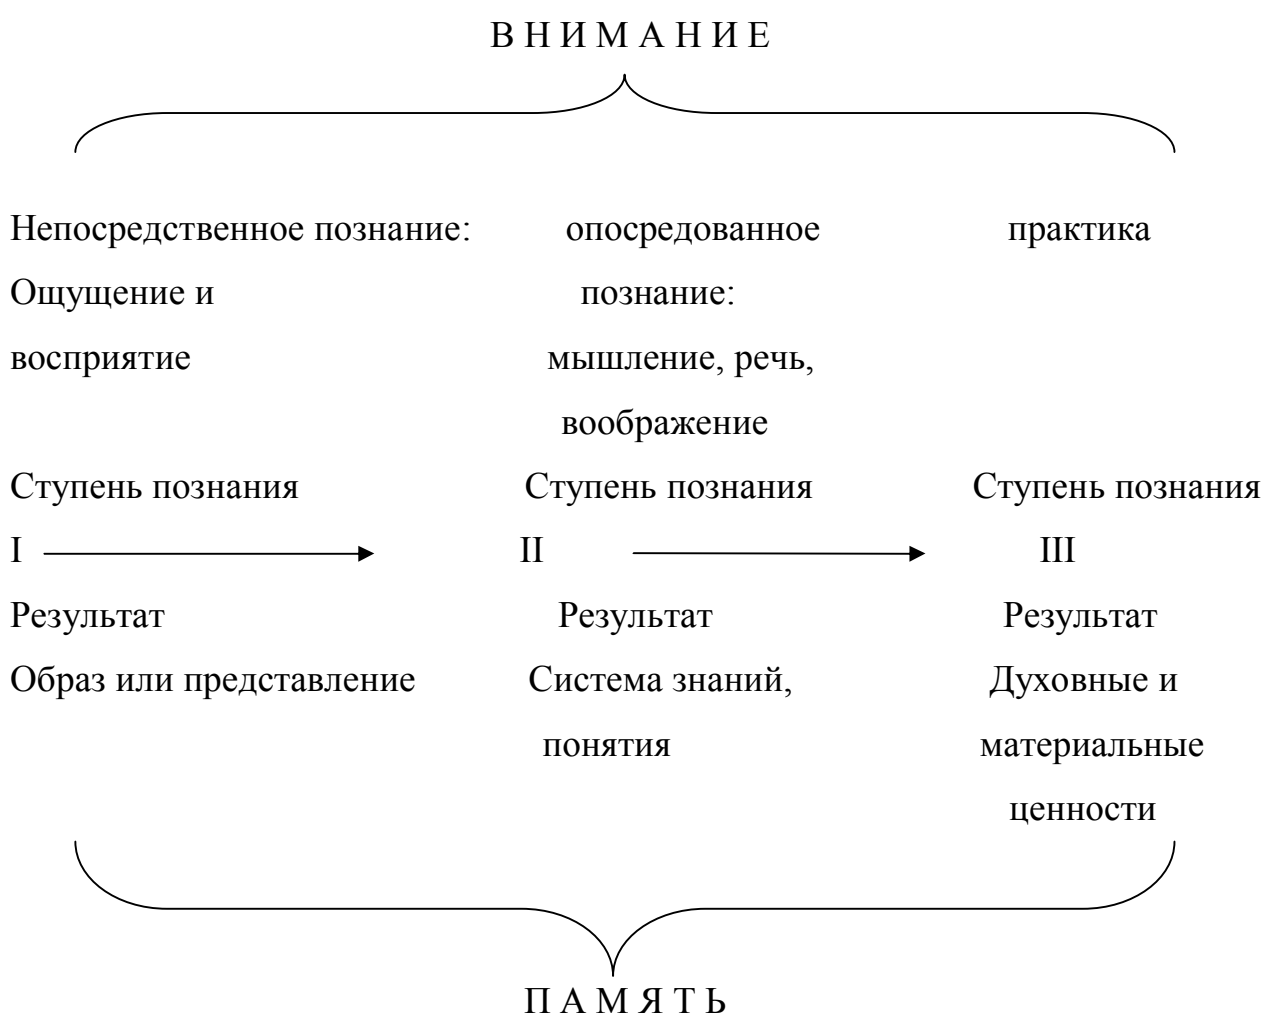 В Н И М А Н И Е
Непосредственное познание: опосредованное практика
Ощущение и познание:
восприятие мышление, речь,
воображение
Ступень познания Ступень познания Ступень познания
I II III
Результат Результат Результат
Образ или представление Система знаний, Духовные и
понятия материальные
ценности
П А М Я Т Ь